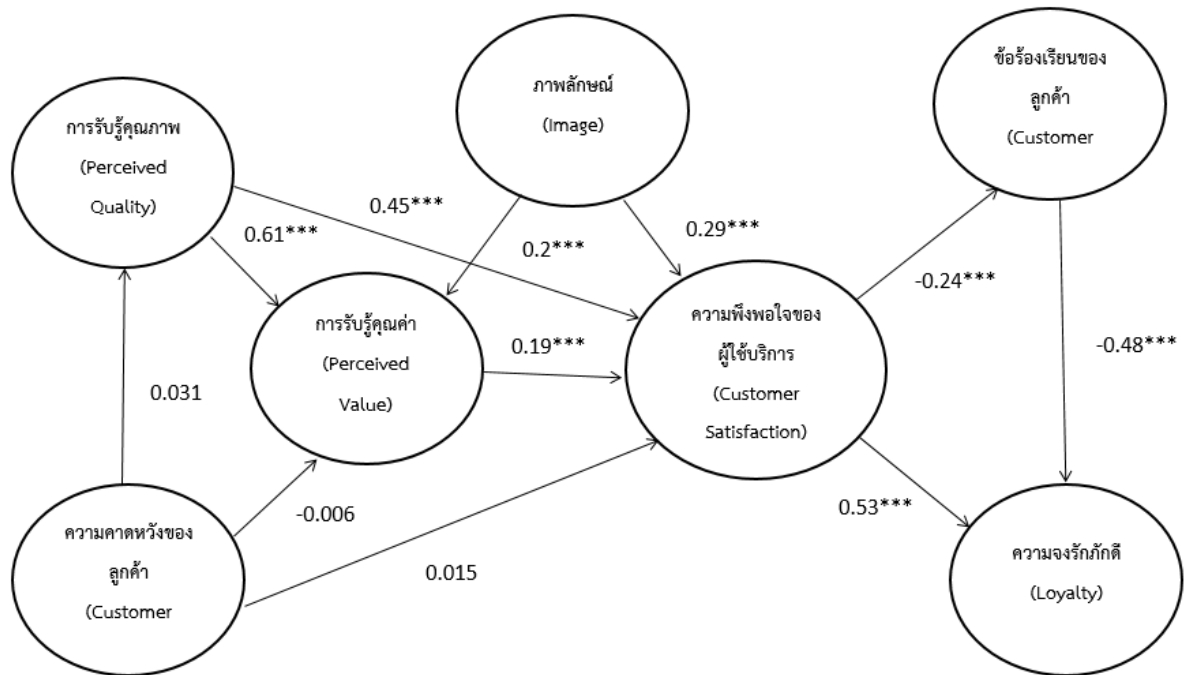 ภาพลักษณ์
(Image)
ข้อร้องเรียนของ
ลูกค้า
(Customer
การรับรู้คุณภาพ
(Perceived
Quality)
0.45***
0.61***
0.2***
0.29***
-0.24***
การรับรู้คุณค่า
(Perceived
Value)
0.19***
ความพึงพอใจของ
ผู้ใช้บริการ
(Customer
Satisfaction)
-0.48***
0.031
-0.006
0.015
0.53***
ความคาดหวังของ
ลูกค้า
(Customer
ความจงรักภักดี
(Loyalty)